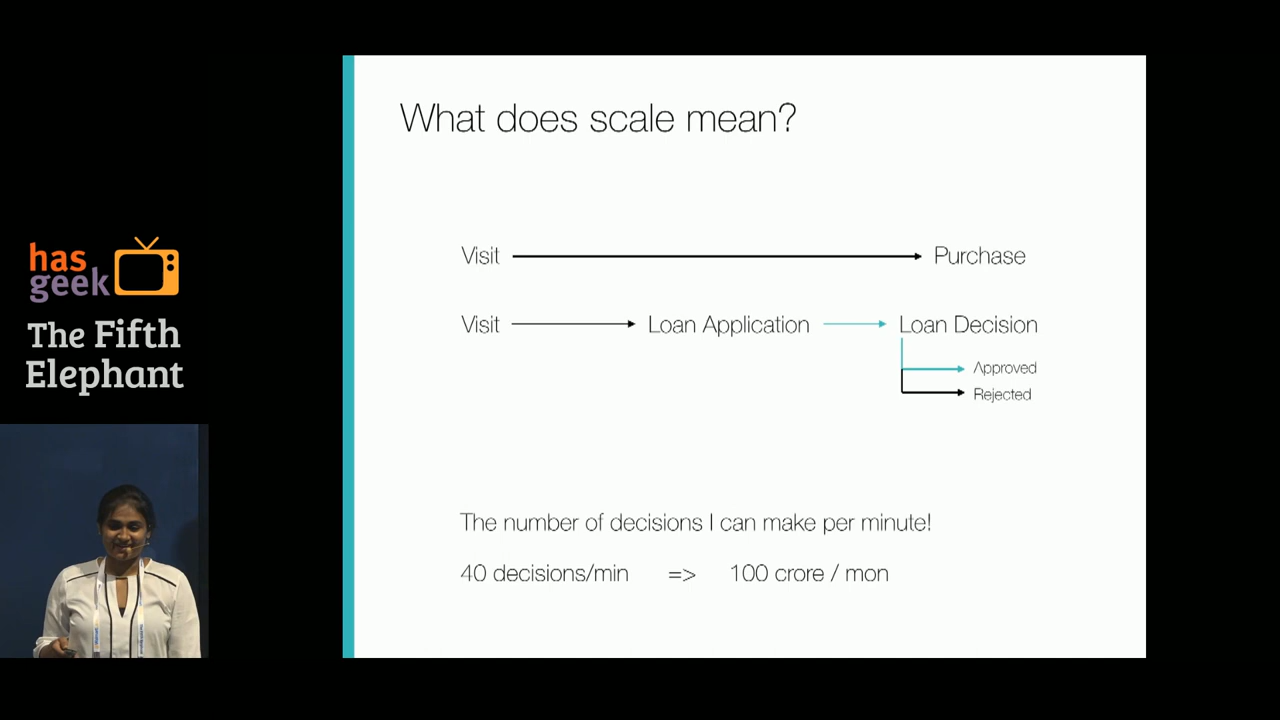 What does scale mean?
Visit Purchase
Visit Loan Application Loan Decision
Approved
Rejected
The number of decisions I can make per minute!
40 decisions/min => 100 crore / mon
has
geek
The Fifth
Elephant